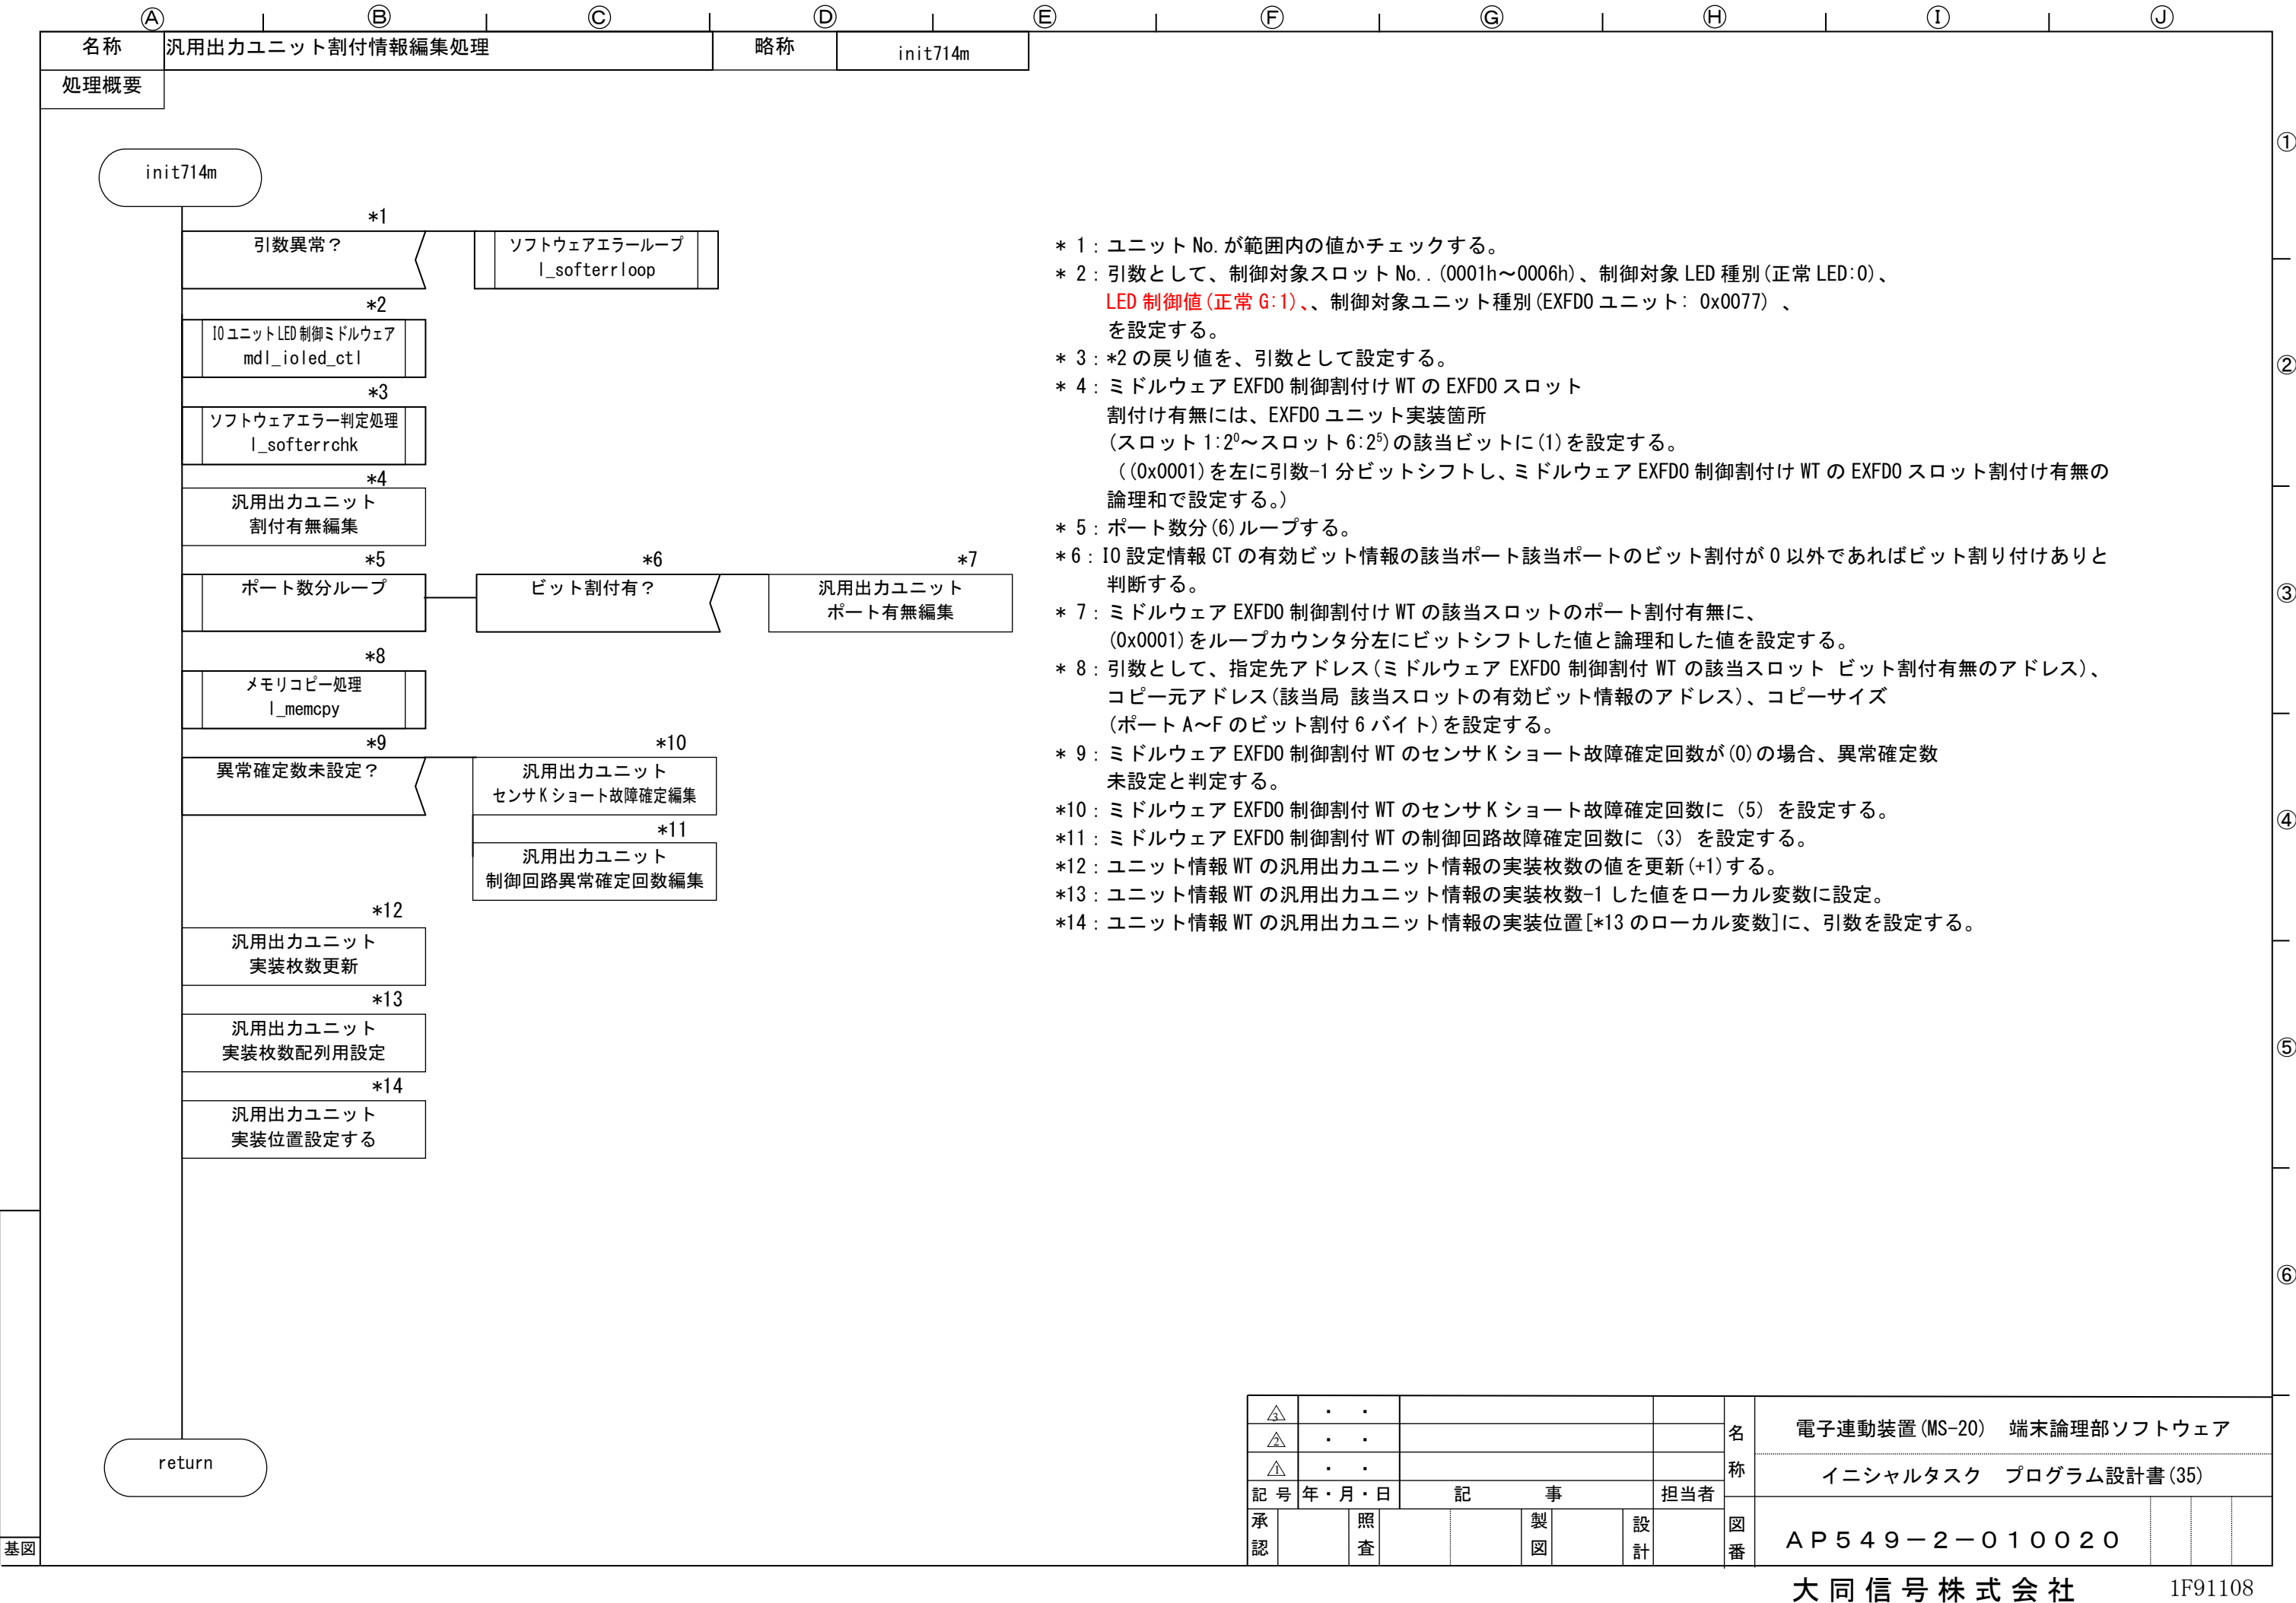 Ⓐ Ⓑ Ⓒ Ⓓ Ⓔ Ⓕ Ⓖ Ⓗ Ⓘ Ⓙ
名称 汎用出力ユニット割付情報編集処理 略称 init714m
処理概要
①
②
③
④
⑤
⑥
init714m
*1
引数異常？
ソフトウェアエラーループ
l_softerrloop
*2
IOユニットLED制御ミドルウェア
mdl_ioled_ctl
*3
ソフトウェアエラー判定処理
l_softerrchk
*4
汎用出力ユニット
割付有無編集
*5
ポート数分ループ
*6
ビット割付有？
*7
汎用出力ユニット
ポート有無編集
*8
メモリコピー処理
l_memcpy
*9
異常確定数未設定？
*10
汎用出力ユニット
センサKショート故障確定編集
*11
汎用出力ユニット
制御回路異常確定回数編集
*12
汎用出力ユニット
実装枚数更新
*13
汎用出力ユニット
実装枚数配列用設定
*14
汎用出力ユニット
実装位置設定する
return
* 1：ユニットNo.が範囲内の値かチェックする。
* 2：引数として、制御対象スロットNo..(0001h～0006h)、制御対象LED種別(正常LED:0)、
LED制御値(正常G:1)、、制御対象ユニット種別(EXFDOユニット: 0x0077) 、
を設定する。
* 3：*2の戻り値を、引数として設定する。
* 4：ミドルウェアEXFDO制御割付けWTのEXFDOスロット
割付け有無には、EXFDOユニット実装箇所
(スロット1:2⁰～スロット6:2⁵)の該当ビットに(1)を設定する。
（(0x0001)を左に引数-1分ビットシフトし、ミドルウェアEXFDO制御割付けWTのEXFDOスロット割付け有無の
論理和で設定する。）
* 5：ポート数分(6)ループする。
* 6：IO設定情報CTの有効ビット情報の該当ポート該当ポートのビット割付が0以外であればビット割り付けありと
判断する。
* 7：ミドルウェアEXFDO制御割付けWTの該当スロットのポート割付有無に、
(0x0001)をループカウンタ分左にビットシフトした値と論理和した値を設定する。
* 8：引数として、指定先アドレス(ミドルウェア EXFDO 制御割付 WT の該当スロット ビット割付有無のアドレス)、
コピー元アドレス(該当局 該当スロットの有効ビット情報のアドレス)、コピーサイズ
(ポートA～Fのビット割付6バイト)を設定する。
* 9：ミドルウェアEXFDO制御割付WTのセンサKショート故障確定回数が(0)の場合、異常確定数
未設定と判定する。
*10：ミドルウェアEXFDO制御割付WTのセンサKショート故障確定回数に（5）を設定する。
*11：ミドルウェアEXFDO制御割付WTの制御回路故障確定回数に（3）を設定する。
*12：ユニット情報WTの汎用出力ユニット情報の実装枚数の値を更新(+1)する。
*13：ユニット情報WTの汎用出力ユニット情報の実装枚数-1した値をローカル変数に設定。
*14：ユニット情報WTの汎用出力ユニット情報の実装位置[*13のローカル変数]に、引数を設定する。
基図
3 ・ ・
2 ・ ・
1 ・ ・
記号 年・月・日 記 事 担当者
承認 照査 製図 設計
名称 電子連動装置(MS-20) 端末論理部ソフトウェア
イニシャルタスク プログラム設計書(35)
図番 ＡＰ５４９－２－０１００２０
大同信号株式会社 1F91108